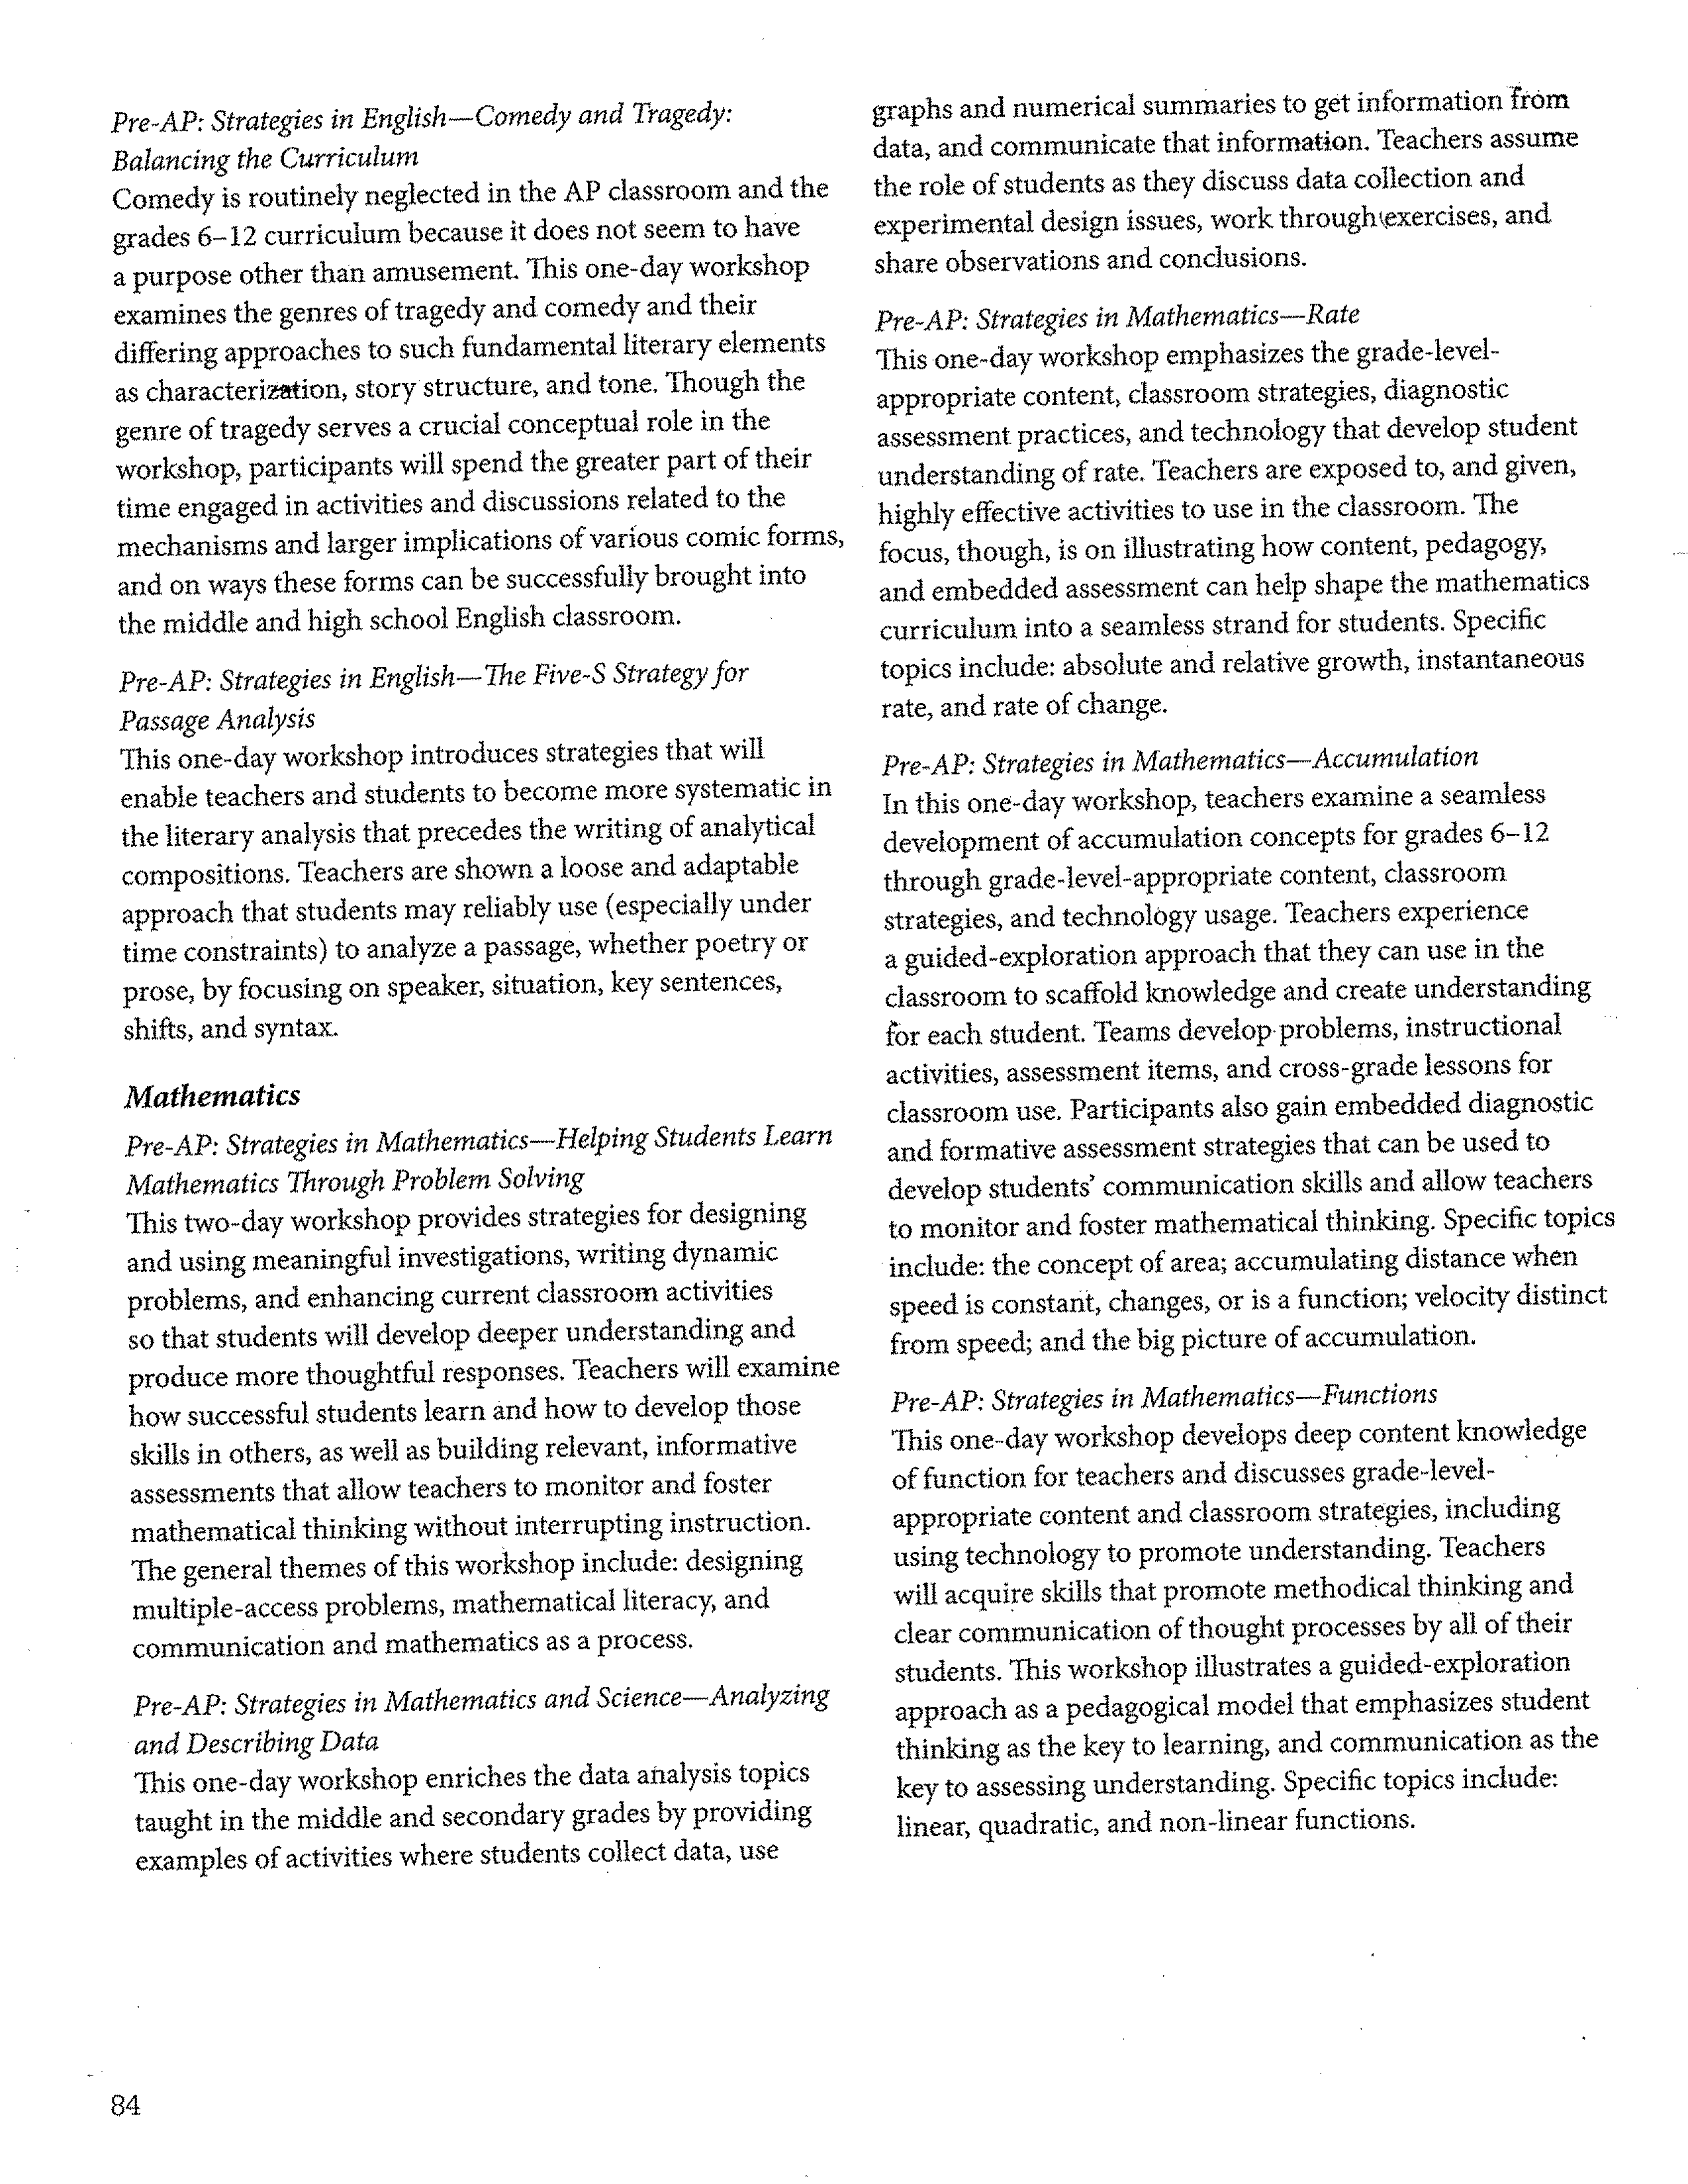 Pre-AP: Strategies in English—Comedy and Tragedy:
Balancing the Curriculum
Comedy is routinely neglected in the AP classroom and the
grades 6–12 curriculum because it does not seem to have
a purpose other than amusement. This one-day workshop
examines the genres of tragedy and comedy and their
differing approaches to such fundamental literary elements
as characterization, story structure, and tone. Though the
genre of tragedy serves a crucial conceptual role in the
workshop, participants will spend the greater part of their
time engaged in activities and discussions related to the
mechanisms and larger implications of various comic forms,
and on ways these forms can be successfully brought into
the middle and high school English classroom.
Pre-AP: Strategies in English—The Five-S Strategy for
Passage Analysis
This one-day workshop introduces strategies that will
enable teachers and students to become more systematic in
the literary analysis that precedes the writing of analytical
compositions. Teachers are shown a loose and adaptable
approach that students may reliably use (especially under
time constraints) to analyze a passage, whether poetry or
prose, by focusing on speaker, situation, key sentences,
shifts, and syntax.
Mathematics
Pre-AP: Strategies in Mathematics—Helping Students Learn
Mathematics Through Problem Solving
This two-day workshop provides strategies for designing
and using meaningful investigations, writing dynamic
problems, and enhancing current classroom activities
so that students will develop deeper understanding and
produce more thoughtful responses. Teachers will examine
how successful students learn and how to develop those
skills in others, as well as building relevant, informative
assessments that allow teachers to monitor and foster
mathematical thinking without interrupting instruction.
The general themes of this workshop include: designing
multiple-access problems, mathematical literacy, and
communication and mathematics as a process.
Pre-AP: Strategies in Mathematics and Science—Analyzing
and Describing Data
This one-day workshop enriches the data analysis topics
taught in the middle and secondary grades by providing
examples of activities where students collect data, use
graphs and numerical summaries to get information from
data, and communicate that information. Teachers assume
the role of students as they discuss data collection and
experimental design issues, work through exercises, and
share observations and conclusions.
Pre-AP: Strategies in Mathematics—Rate
This one-day workshop emphasizes the grade-level-
appropriate content, classroom strategies, diagnostic
assessment practices, and technology that develop student
understanding of rate. Teachers are exposed to, and given,
highly effective activities to use in the classroom. The
focus, though, is on illustrating how content, pedagogy,
and embedded assessment can help shape the mathematics
curriculum into a seamless strand for students. Specific
topics include: absolute and relative growth, instantaneous
rate, and rate of change.
Pre-AP: Strategies in Mathematics—Accumulation
In this one-day workshop, teachers examine a seamless
development of accumulation concepts for grades 6–12
through grade-level-appropriate content, classroom
strategies, and technology usage. Teachers experience
a guided-exploration approach that they can use in the
classroom to scaffold knowledge and create understanding
for each student. Teams develop problems, instructional
activities, assessment items, and cross-grade lessons for
classroom use. Participants also gain embedded diagnostic
and formative assessment strategies that can be used to
develop students’ communication skills and allow teachers
to monitor and foster mathematical thinking. Specific topics
include: the concept of area; accumulating distance when
speed is constant, changes, or is a function; velocity distinct
from speed; and the big picture of accumulation.
Pre-AP: Strategies in Mathematics—Functions
This one-day workshop develops deep content knowledge
of function for teachers and discusses grade-level-
appropriate content and classroom strategies, including
using technology to promote understanding. Teachers
will acquire skills that promote methodical thinking and
clear communication of thought processes by all of their
students. This workshop illustrates a guided-exploration
approach as a pedagogical model that emphasizes student
thinking as the key to learning, and communication as the
key to assessing understanding. Specific topics include:
linear, quadratic, and non-linear functions.
84